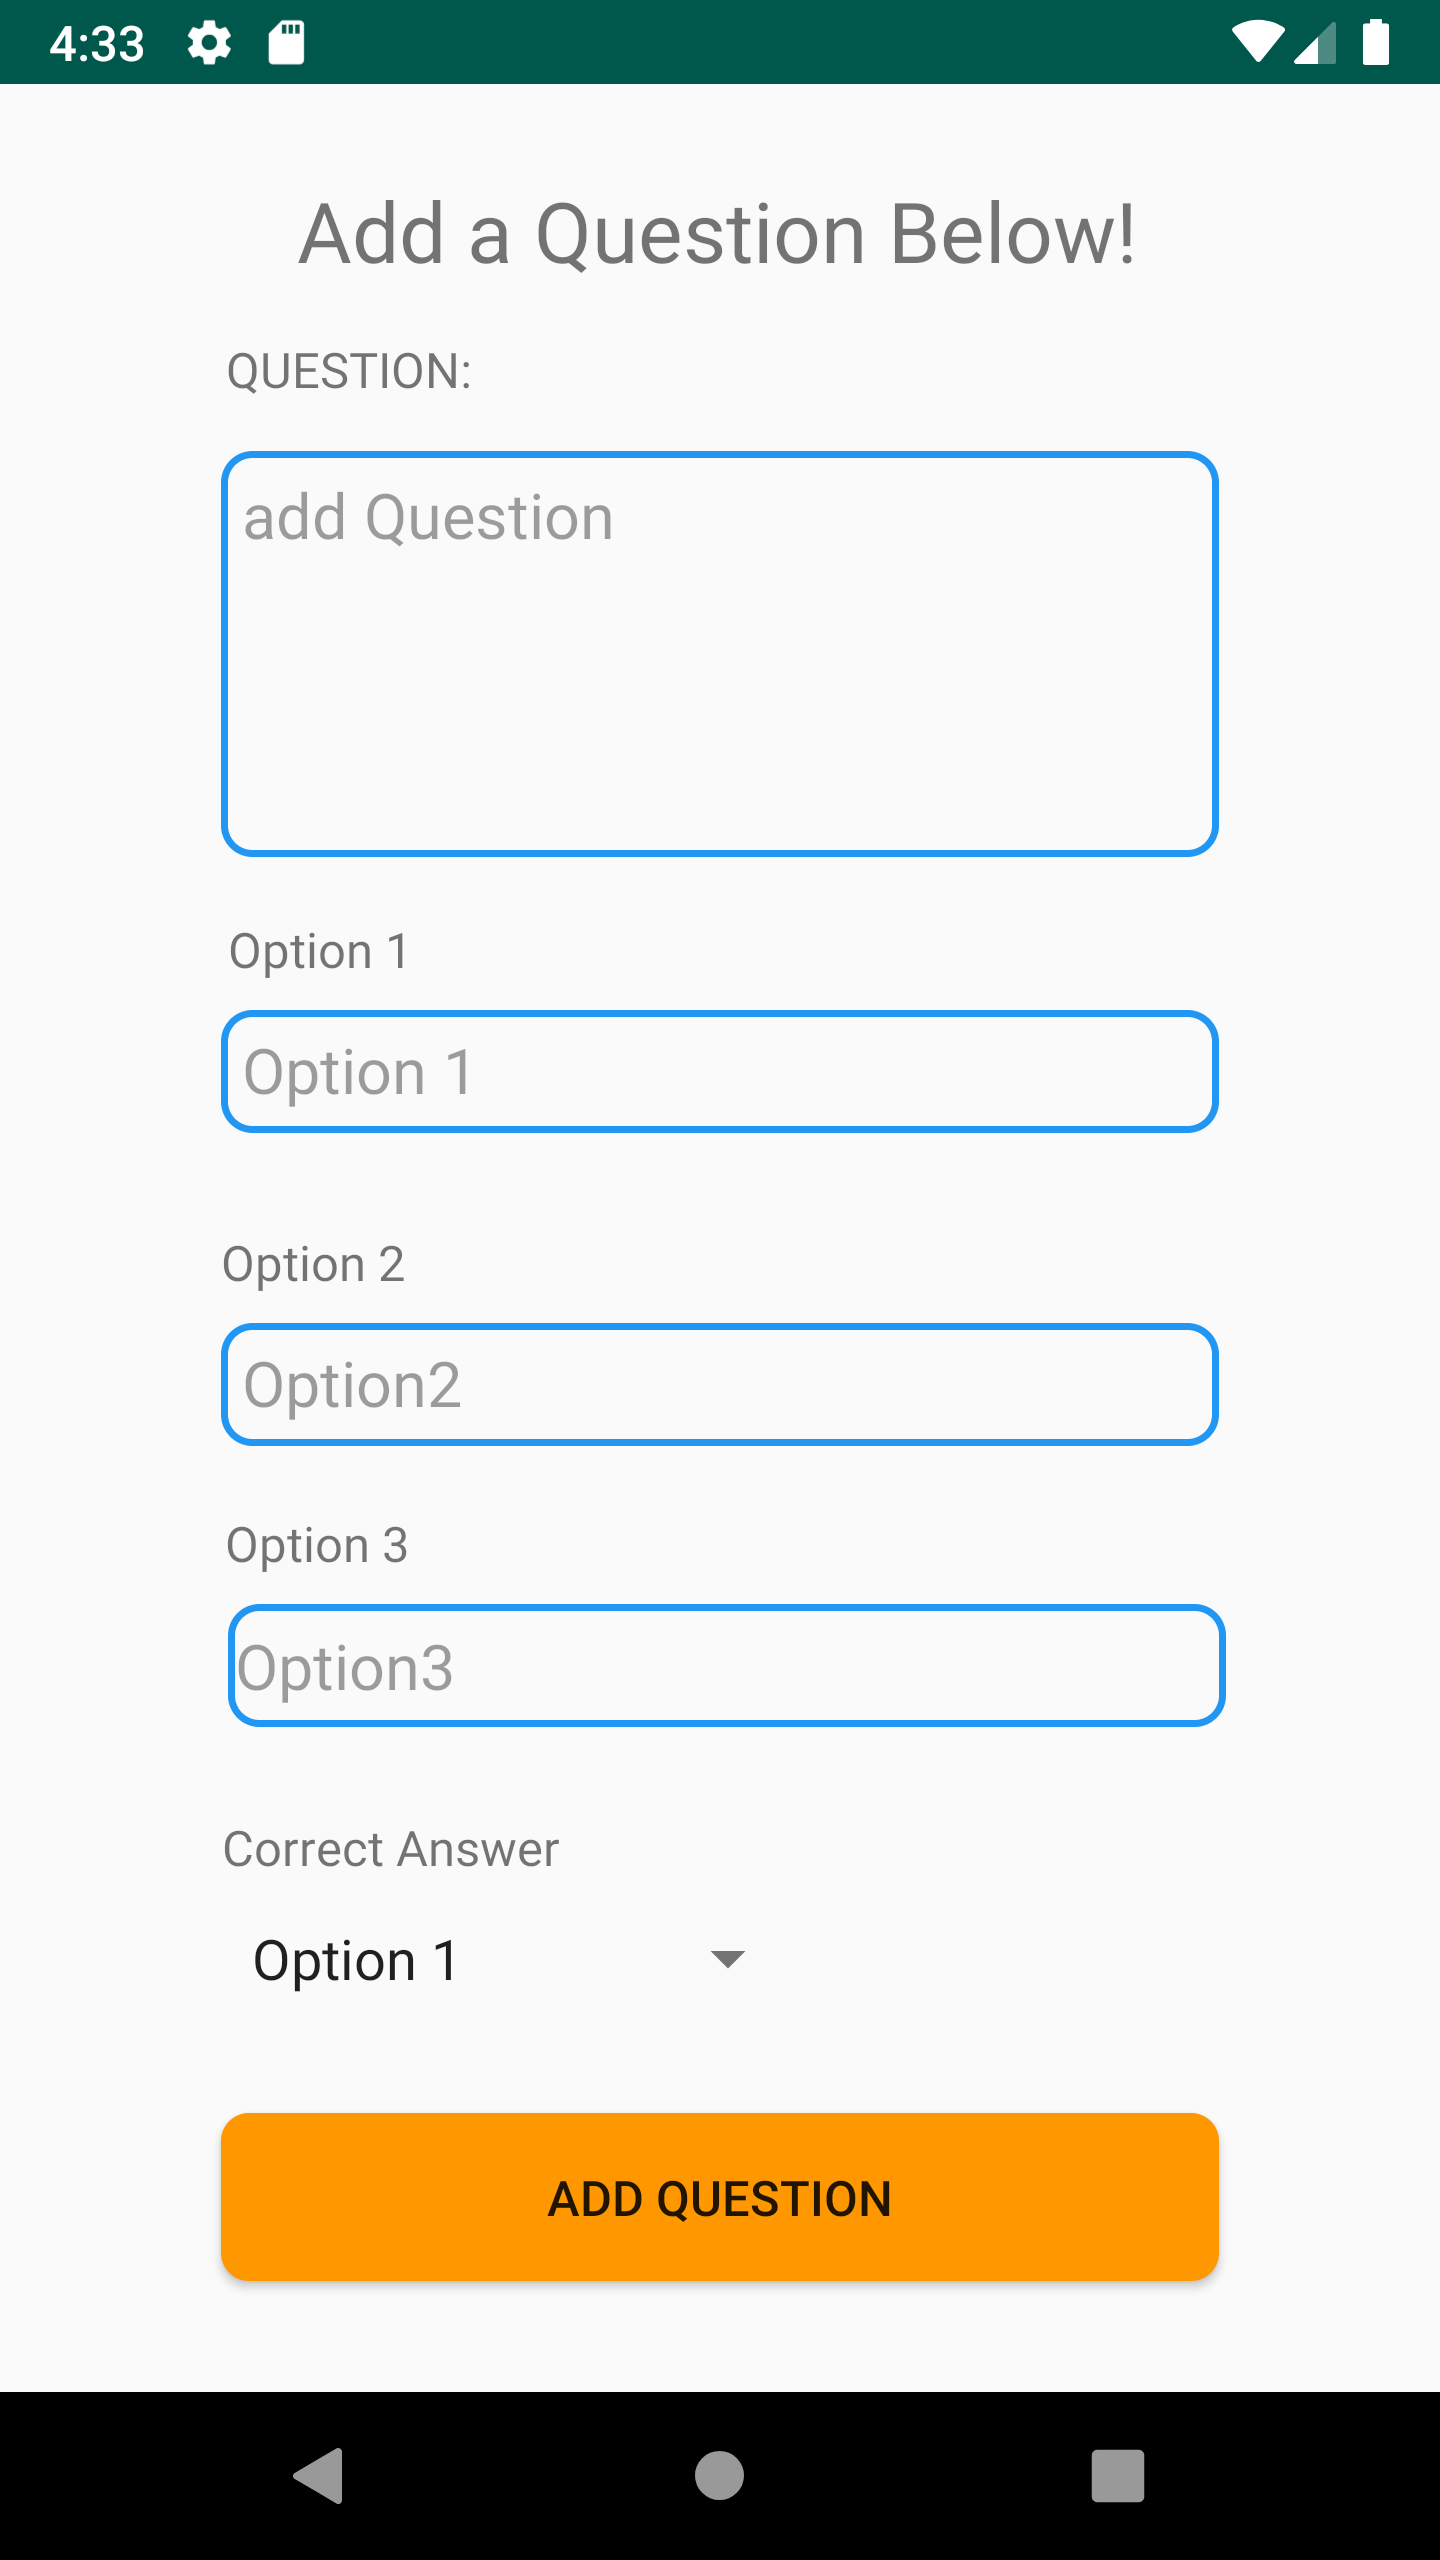 4:33
Add a Question Below!
QUESTION:
add Question
Option 1
Option 1
Option 2
Option2
Option 3
Option3
Correct Answer
Option 1
ADD QUESTION